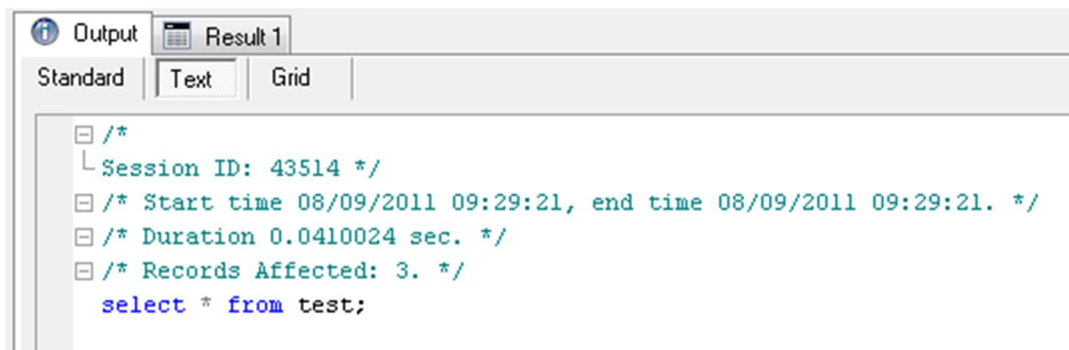 Output Result 1
Standard Text Grid
/*
Session ID: 43514 */
/* Start time 08/09/2011 09:29:21, end time 08/09/2011 09:29:21. */
/* Duration 0.0410024 sec. */
/* Records Affected: 3. */
select * from test;